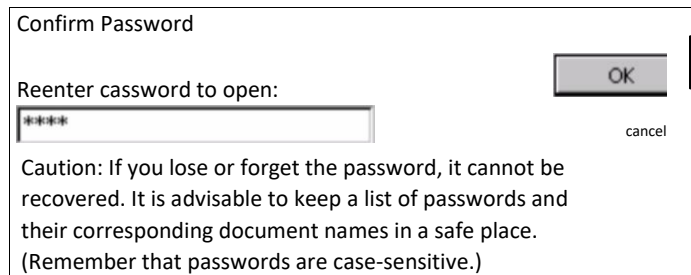 Confirm Password
OK
Reenter cassword to open:
****
cancel
Caution: If you lose or forget the password, it cannot be
recovered. It is advisable to keep a list of passwords and
their corresponding document names in a safe place.
(Remember that passwords are case-sensitive.)